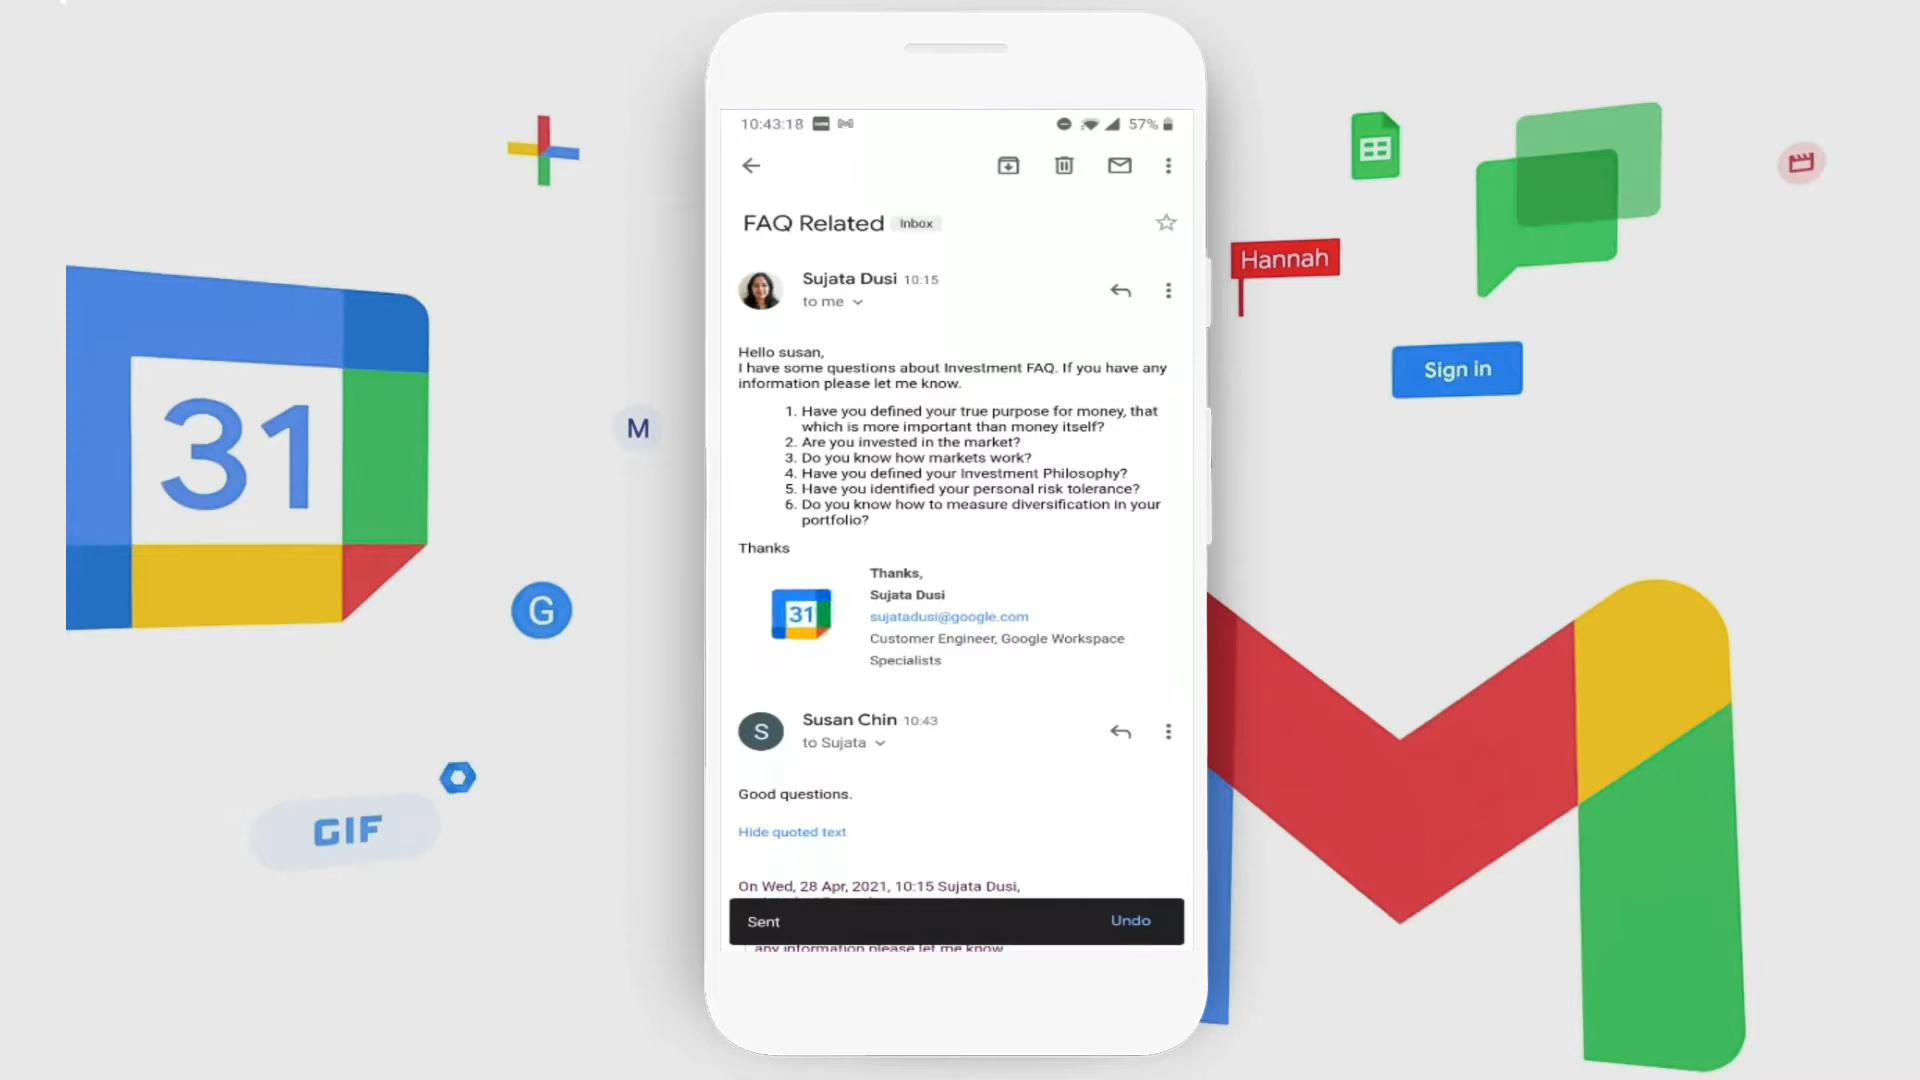 10:43:18
57%
FAQ Related Inbox
Sujata Dusi 10:15
to me
Hello susan,
I have some questions about Investment FAQ. If you have any
information please let me know.
1. Have you defined your true purpose for money, that
which is more important than money itself?
2. Are you invested in the market?
3. Do you know how markets work?
4. Have you defined your Investment Philosophy?
5. Have you identified your personal risk tolerance?
6. Do you know how to measure diversification in your
portfolio?
Thanks
31
Thanks,
Sujata Dusi
sujatadusi@google.com
Customer Engineer, Google Workspace
Specialists
S
Susan Chin 10:43
to Sujata
Good questions.
Hide quoted text
On Wed, 28 Apr, 2021, 10:15 Sujata Dusi,
Sent Undo
any information please let me know
31
M
G
GIF
Hannah
Sign in